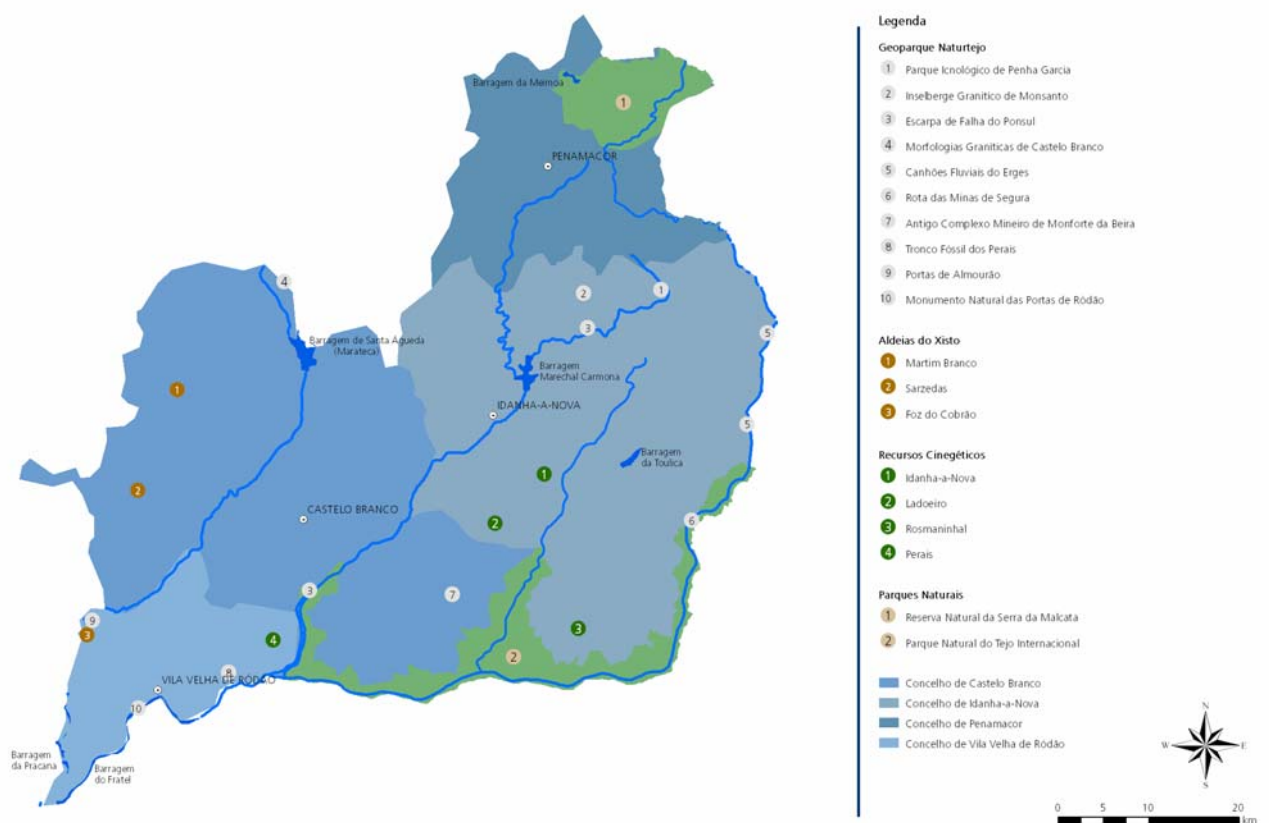 Barragem da Meimoa
1
PENAMACOR
4
2
1
3
5
Barragem de Santa Águeda
(Marateca)
Barragem
Marechal Carmona
1
IDANHA-A-NOVA
5
Barragem
da Toulica
1
2
CASTELO BRANCO
2
6
3
7
9
3
4
3
2
8
VILA VELHA DE RÓDÃO
10
Barragem
da Pracana
Barragem
do Fratel
Legenda
Geoparque Naturtejo
1 Parque Icnológico de Penha Garcia
2 Inselberge Granítico de Monsanto
3 Escarpa de Falha do Ponsul
4 Morfologias Graníticas de Castelo Branco
5 Canhões Fluviais do Erges
6 Rota das Minas de Segura
7 Antigo Complexo Mineiro de Monforte da Beira
8 Tronco Fóssil dos Perais
9 Portas de Almourão
10 Monumento Natural das Portas de Ródão
Aldeias do Xisto
1 Martim Branco
2 Sarzedas
3 Foz do Cobrão
Recursos Cinegéticos
1 Idanha-a-Nova
2 Ladoeiro
3 Rosmaninhal
4 Perais
Parques Naturais
1 Reserva Natural da Serra da Malcata
2 Parque Natural do Tejo Internacional
Concelho de Castelo Branco
Concelho de Idanha-a-Nova
Concelho de Penamacor
Concelho de Vila Velha de Ródão
N
W E
S
0 5 10 20
km